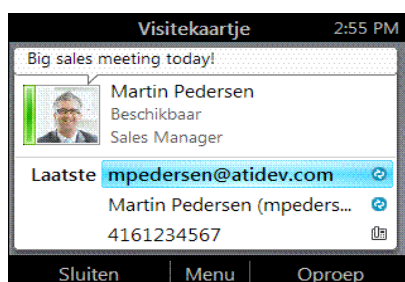 Visitekaartje 2:55 PM
Big sales meeting today!
Martin Pedersen
Beschikbaar
Sales Manager
Laatste mpedersen@atidev.com
Martin Pedersen (mpeders...
4161234567
Sluiten Menu Oproep